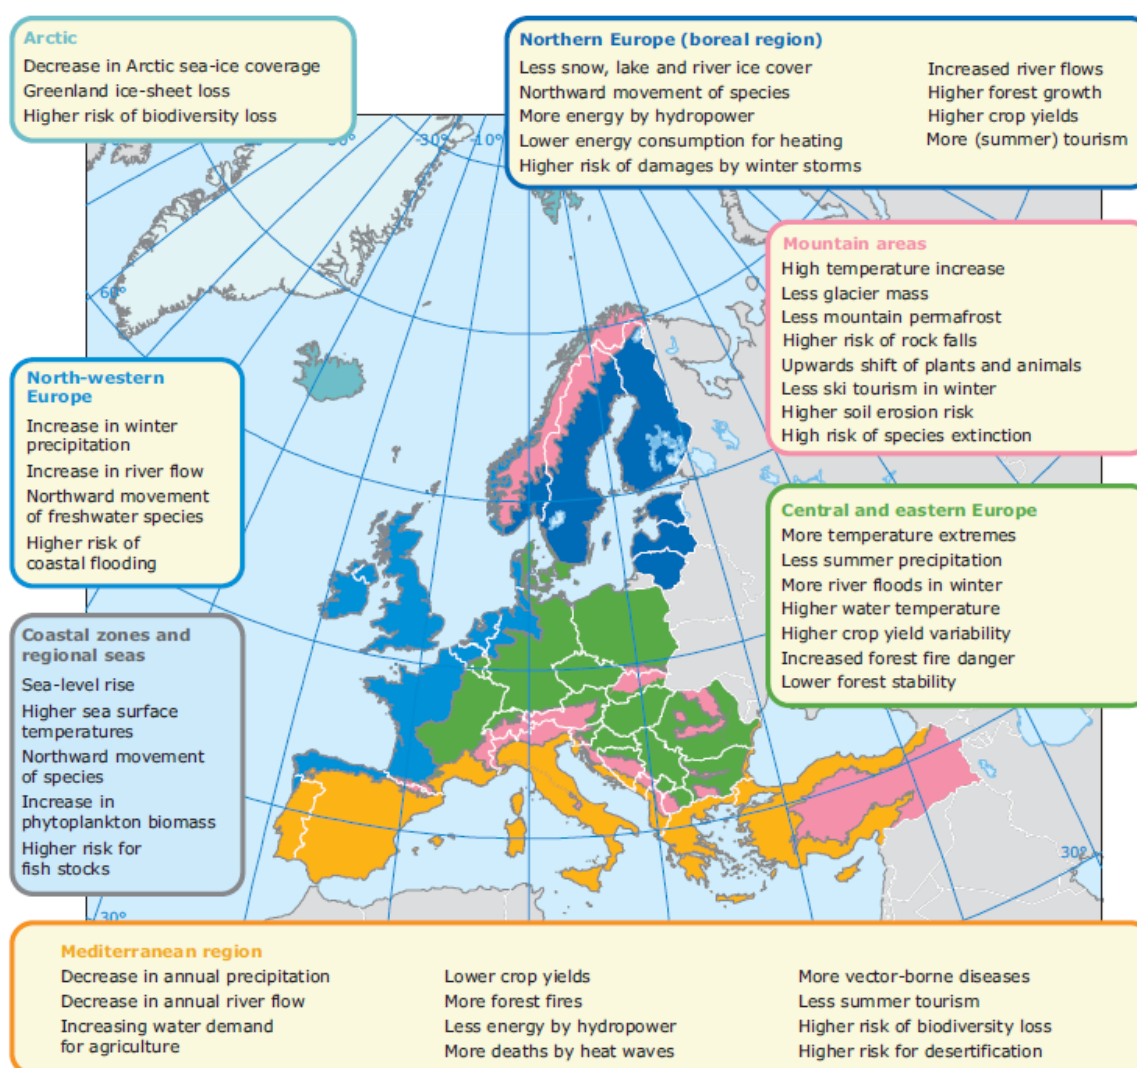 Arctic
Decrease in Arctic sea-ice coverage
Greenland ice-sheet loss
Higher risk of biodiversity loss
Northern Europe (boreal region)
Less snow, lake and river ice cover
Northward movement of species
More energy by hydropower
Lower energy consumption for heating
Higher risk of damages by winter storms
Increased river flows
Higher forest growth
Higher crop yields
More (summer) tourism
-30°
-10°
60°
Mountain areas
High temperature increase
Less glacier mass
Less mountain permafrost
Higher risk of rock falls
Upwards shift of plants and animals
Less ski tourism in winter
Higher soil erosion risk
High risk of species extinction
North-western
Europe
Increase in winter
precipitation
Increase in river flow
Northward movement
of freshwater species
Higher risk of
coastal flooding
Central and eastern Europe
More temperature extremes
Less summer precipitation
More river floods in winter
Higher water temperature
Higher crop yield variability
Increased forest fire danger
Lower forest stability
Coastal zones and
regional seas
Sea-level rise
Higher sea surface
temperatures
Northward movement
of species
Increase in
phytoplankton biomass
Higher risk for
fish stocks
30°
30°
Mediterranean region
Decrease in annual precipitation
Decrease in annual river flow
Increasing water demand
for agriculture
Lower crop yields
More forest fires
Less energy by hydropower
More deaths by heat waves
More vector-borne diseases
Less summer tourism
Higher risk of biodiversity loss
Higher risk for desertification